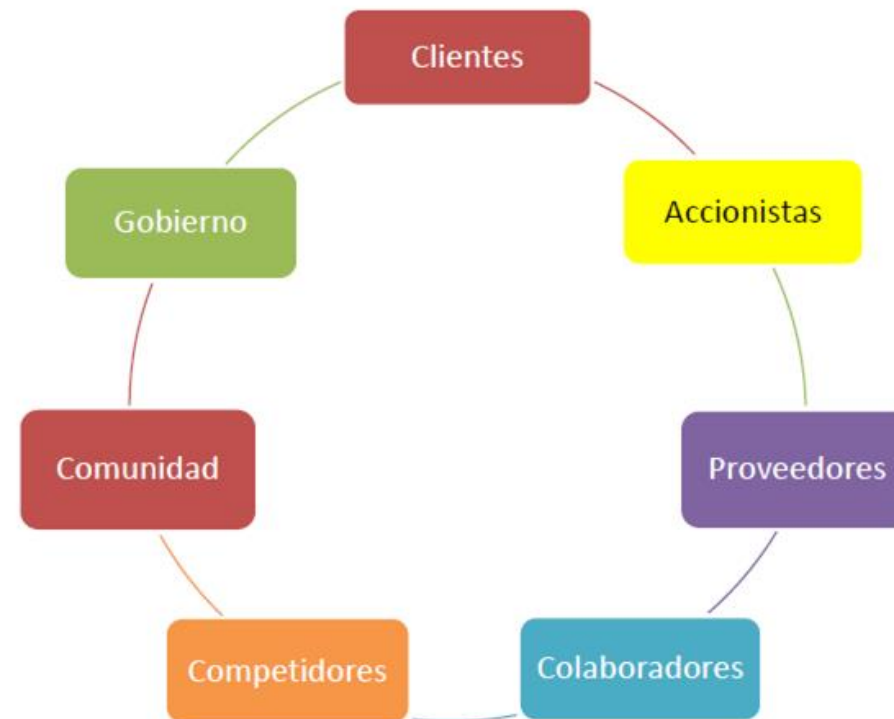 Clientes
Accionistas
Proveedores
Colaboradores
Competidores
Comunidad
Gobierno